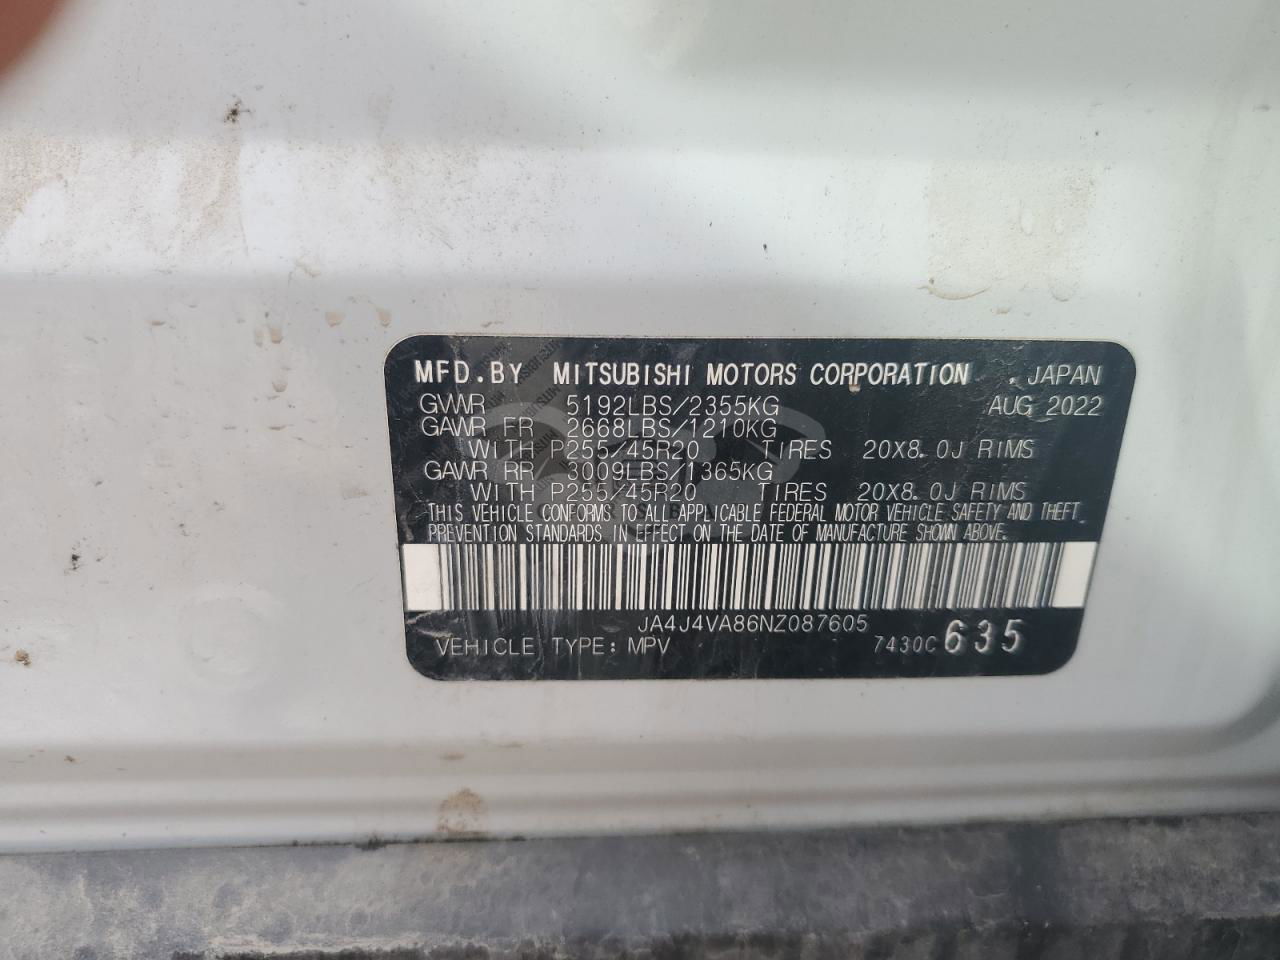 MFD.BY MITSUBISHI MOTORS CORPORATION , JAPAN
GVWR 5192LBS/2355KG AUG 2022
GAWR FR 2668LBS/1210KG
WITH P255/45R20 TIRES 20X8.0J RIMS
GAWR RR 3009LBS/1365KG
WITH P255/45R20 TIRES 20X8.0J RIMS
THIS VEHICLE CONFORMS TO ALL APPLICABLE FEDERAL MOTOR VEHICLE SAFETY AND THEFT
PREVENTION STANDARDS IN EFFECT ON THE DATE OF MANUFACTURE SHOWN ABOVE.
JA4J4VA86NZ087605
VEHICLE TYPE: MPV 7430C 635